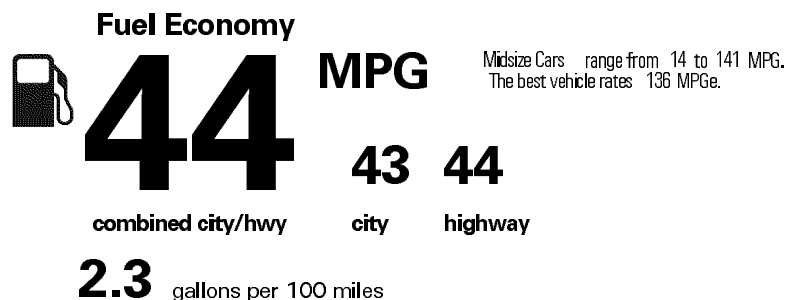 Fuel Economy
44 MPG
Midsize Cars range from 14 to 141 MPG.
The best vehicle rates 136 MPGe.
43 44
combined city/hwy city highway
2.3 gallons per 100 miles